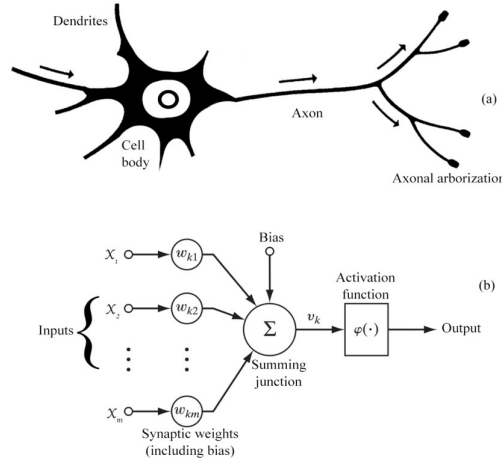 Dendrites
(a)
Axon
Cell
body
Axonal arborization
Bias
(b)
x₁
wk1
Activation
function
Inputs
x₂
wk2
Σ
vk
φ(·)
Output
Summing
junction
xm
wkm
Synaptic weights
(including bias)